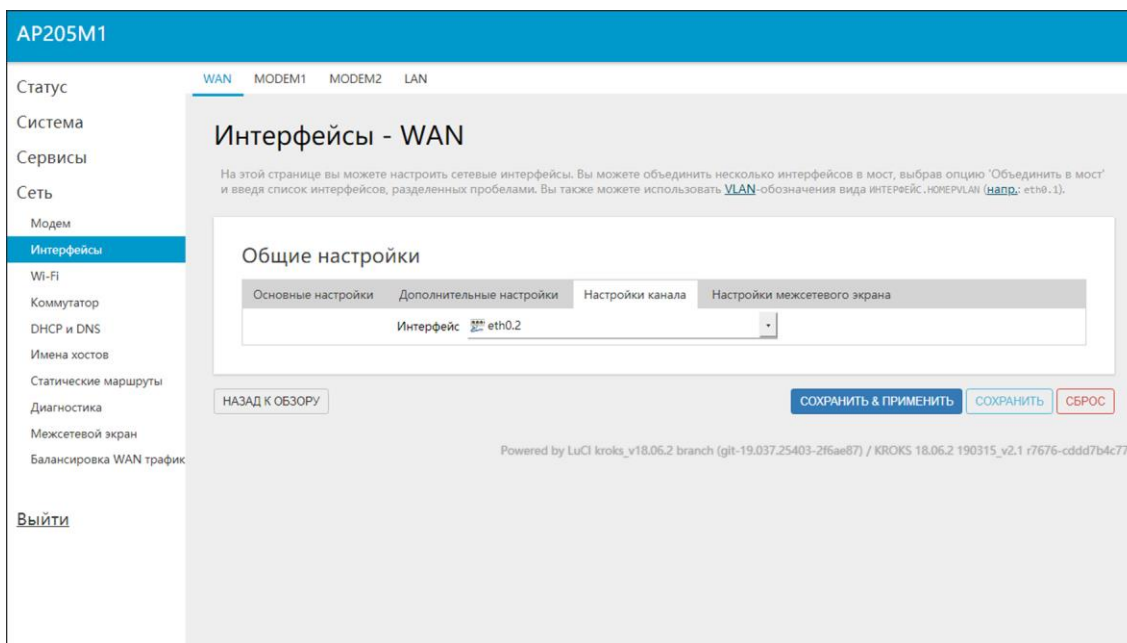 AP205M1
Статус
Система
Сервисы
Сеть
Модем
Интерфейсы
Wi-Fi
Коммутатор
DHCP и DNS
Имена хостов
Статические маршруты
Диагностика
Межсетевой экран
Балансировка WAN трафик
Выйти
WAN MODEM1 MODEM2 LAN
Интерфейсы - WAN
На этой странице вы можете настроить сетевые интерфейсы. Вы можете объединить несколько интерфейсов в мост, выбрав опцию 'Объединить в мост'
и введя список интерфейсов, разделенных пробелами. Вы также можете использовать VLAN-обозначения вида ИНТЕРФЕЙС.НОМЕРVLAN (напр.: eth0.1).
Общие настройки
Основные настройки Дополнительные настройки Настройки канала Настройки межсетевого экрана
Интерфейс eth0.2
НАЗАД К ОБЗОРУ СОХРАНИТЬ & ПРИМЕНИТЬ СОХРАНИТЬ СБРОС
Powered by LuCI kroks_v18.06.2 branch (git-19.037.25403-2f6ae87) / KROKS 18.06.2 190315_v2.1 r7676-cddd7b4c77